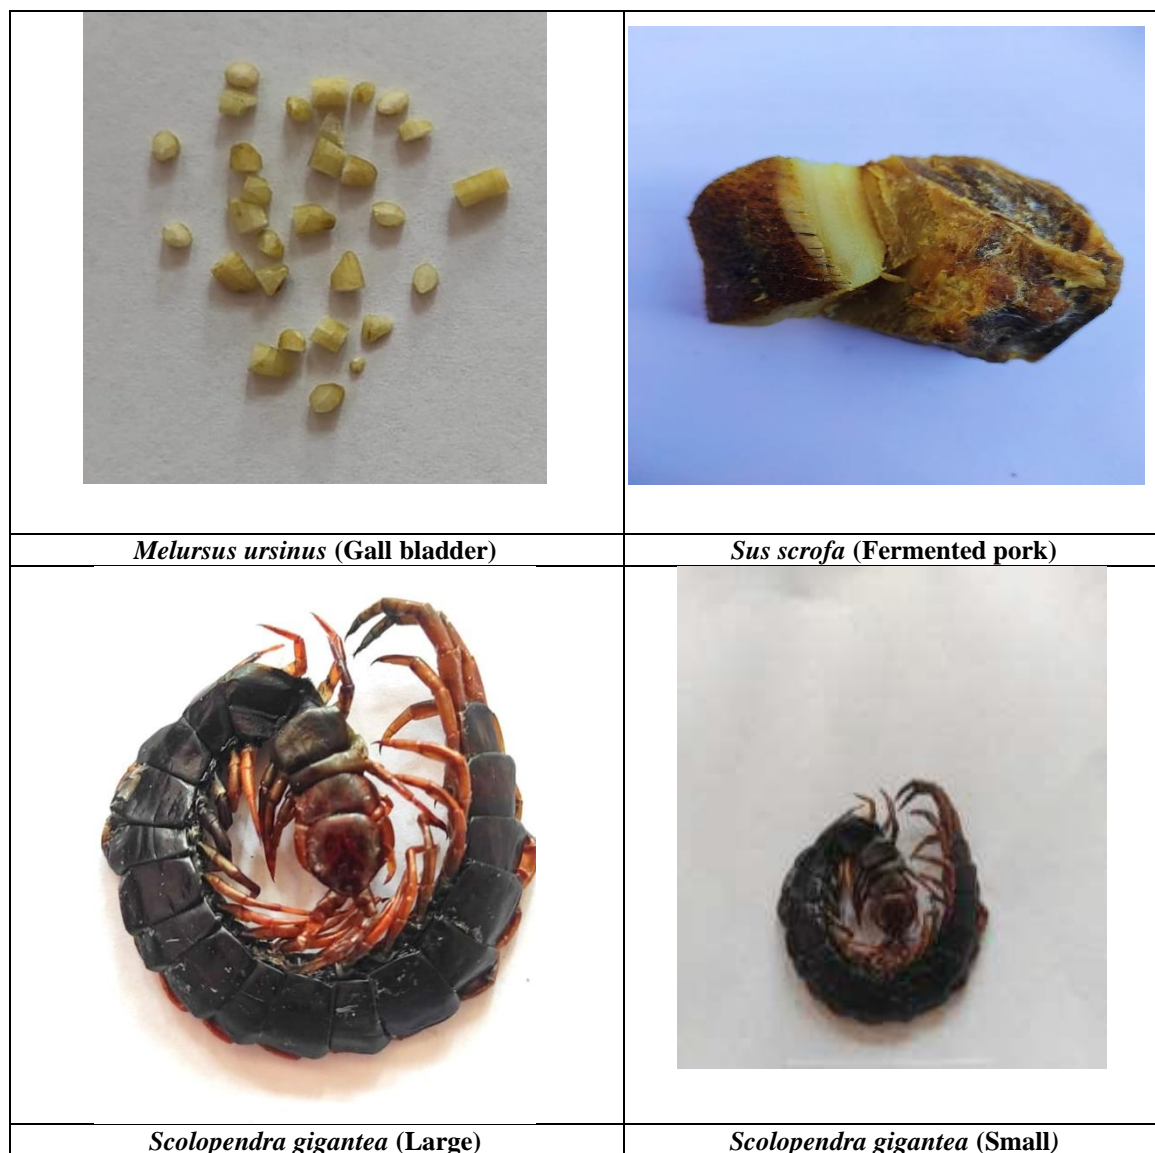 Melursus ursinus (Gall bladder)
Sus scrofa (Fermented pork)
Scolopendra gigantea (Large)
Scolopendra gigantea (Small)